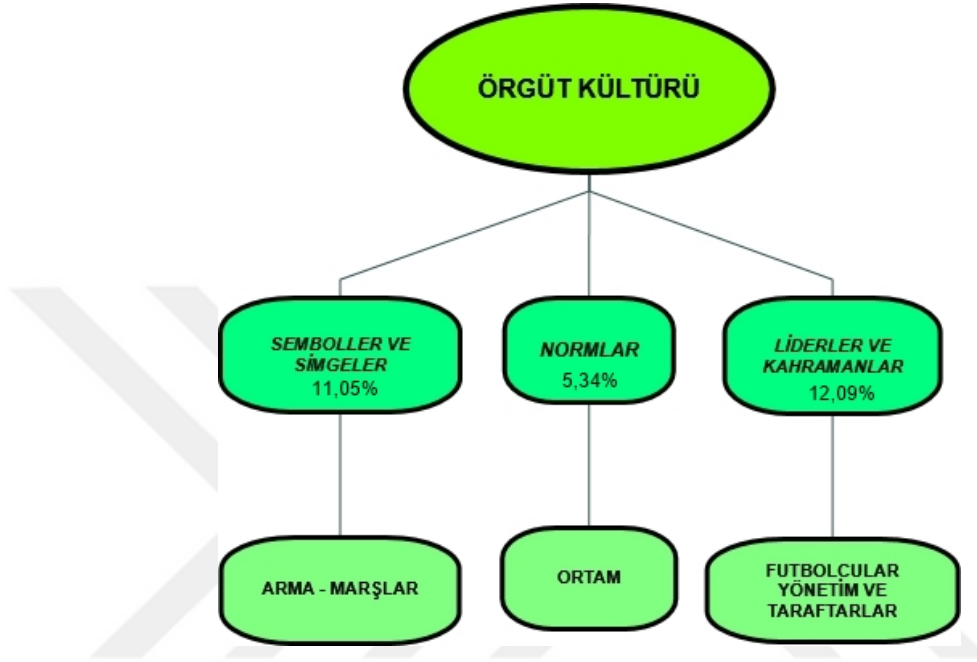 ÖRGÜT KÜLTÜRÜ
SEMBOLLER VE
SİMGELER
11,05%
NORMLAR
5,34%
LİDERLER VE
KAHRAMANLAR
12,09%
ARMA - MARŞLAR
ORTAM
FUTBOLCULAR
YÖNETİM VE
TARAFTARLAR